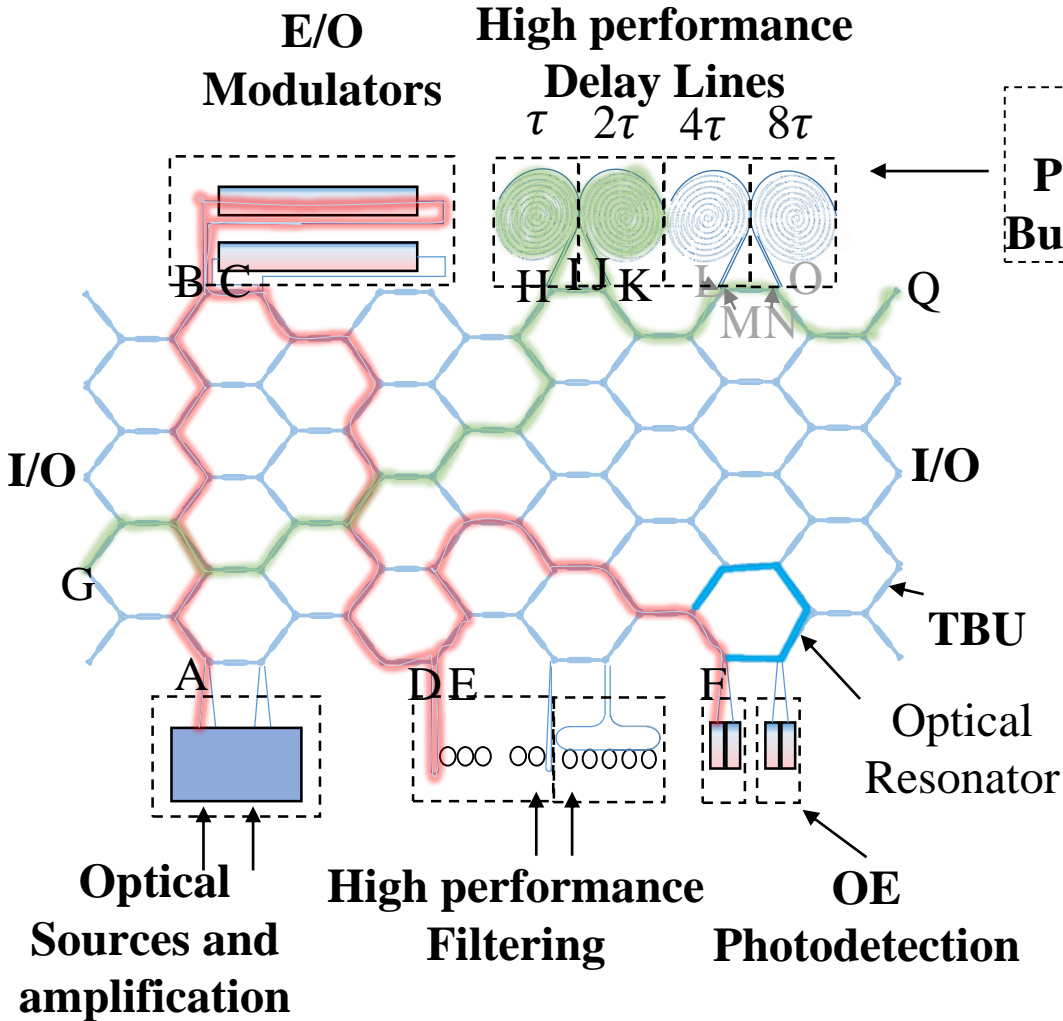 E/O
Modulators
High performance
Delay Lines
τ 2τ 4τ 8τ
P
Bu
B C
H I J K L O Q
M N
I/O
I/O
G
TBU
A
D E
F
Optical
Resonator
Optical
Sources and
amplification
High performance
Filtering
OE
Photodetection